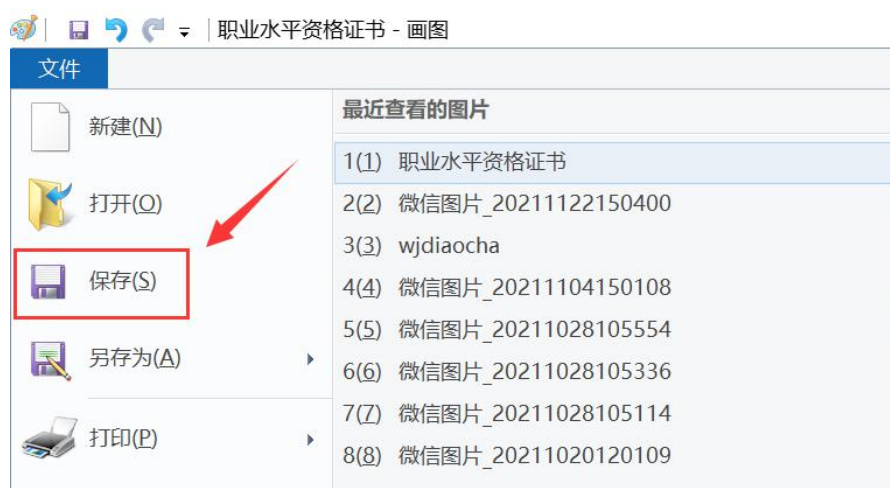 职业水平资格证书 - 画图
文件
新建(N)
打开(O)
保存(S)
另存为(A)
打印(P)
最近查看的图片
1(1) 职业水平资格证书
2(2) 微信图片_20211122150400
3(3) wjdiaocha
4(4) 微信图片_20211104150108
5(5) 微信图片_20211028105554
6(6) 微信图片_20211028105336
7(7) 微信图片_20211028105114
8(8) 微信图片_20211020120109